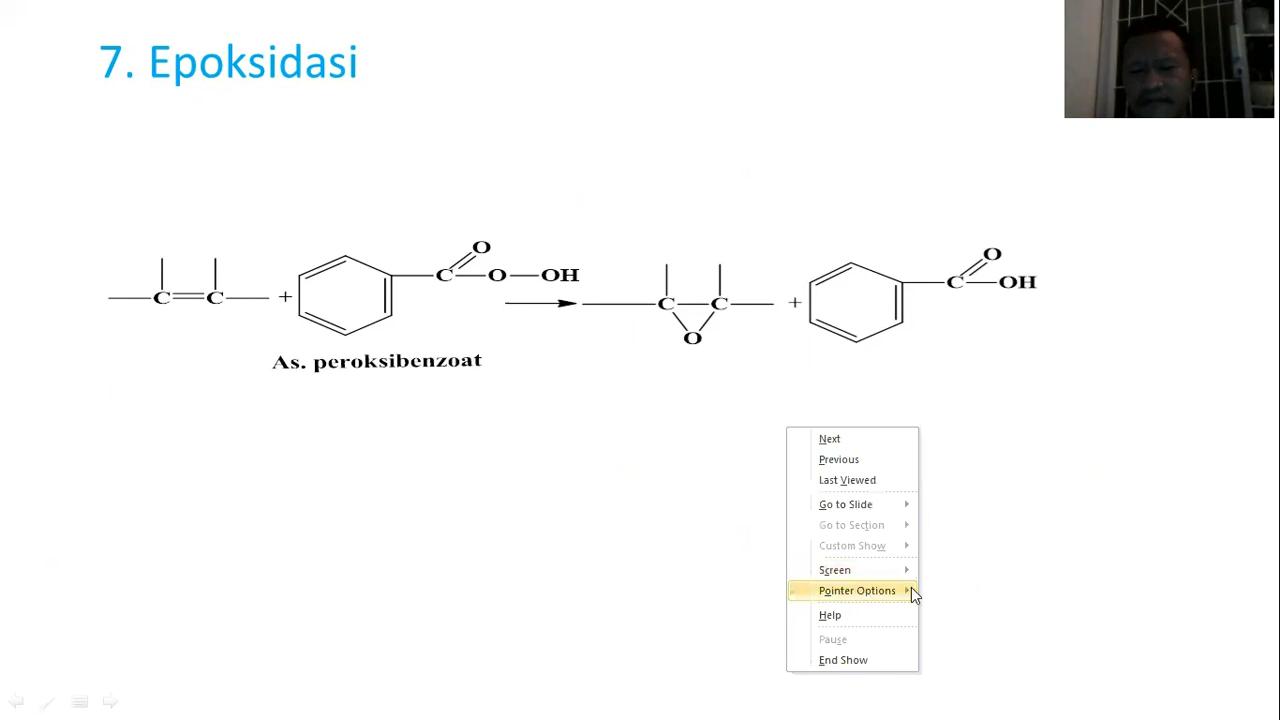 7. Epoksidasi
C C + C O O OH C C O + C O OH
As. peroksibenzoat
Next
Previous
Last Viewed
Go to Slide
Go to Section
Custom Show
Screen
Pointer Options
Help
Pause
End Show